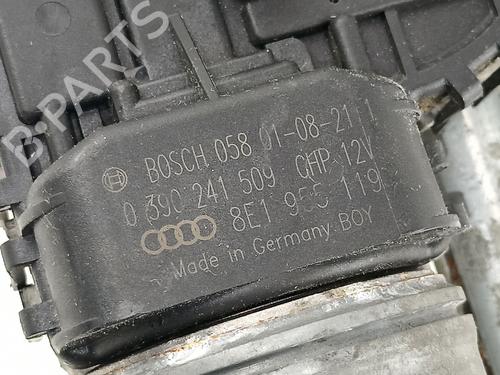 B-PARTS
BOSCH 058 01-08-21 1
0 390 241 509 CHP 12V
8E1 955 119
Made in Germany BOY